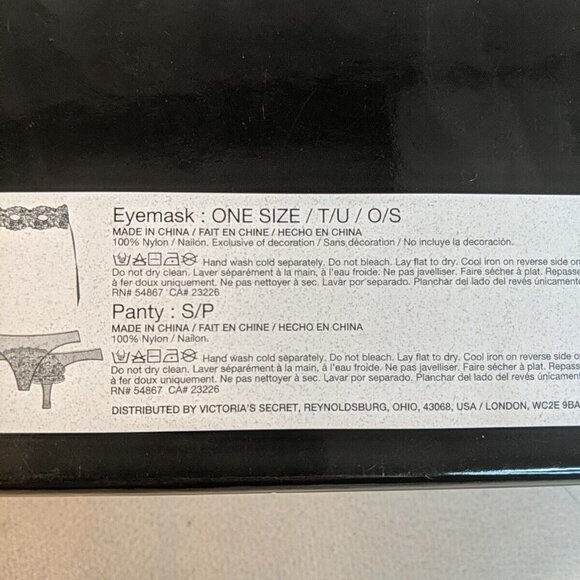 Eyemask : ONE SIZE / T/U / O/S
MADE IN CHINA / FAIT EN CHINE / HECHO EN CHINA
100% Nylon / Nailon. Exclusive of decoration / Sans décoration / No incluye la decoración.
Hand wash cold separately. Do not bleach. Lay flat to dry. Cool iron on reverse side on
Do not dry clean. Laver séparément à la main, à l'eau froide. Ne pas javelliser. Faire sécher à plat. Repasse
à fer doux uniquement. Ne pas nettoyer à sec. Lavar por separado. Planchar del lado del revés únicamente
RN# 54867 CA# 23226
Panty : S/P
MADE IN CHINA / FAIT EN CHINE / HECHO EN CHINA
100% Nylon / Nailon.
Hand wash cold separately. Do not bleach. Lay flat to dry. Cool iron on reverse side on
Do not dry clean. Laver séparément à la main, à l'eau froide. Ne pas javelliser. Faire sécher à plat. Repasse
à fer doux uniquement. Ne pas nettoyer à sec. Lavar por separado. Planchar del lado del revés únicamente
RN# 54867 CA# 23226
DISTRIBUTED BY VICTORIA'S SECRET, REYNOLDSBURG, OHIO, 43068, USA / LONDON, WC2E 9BA